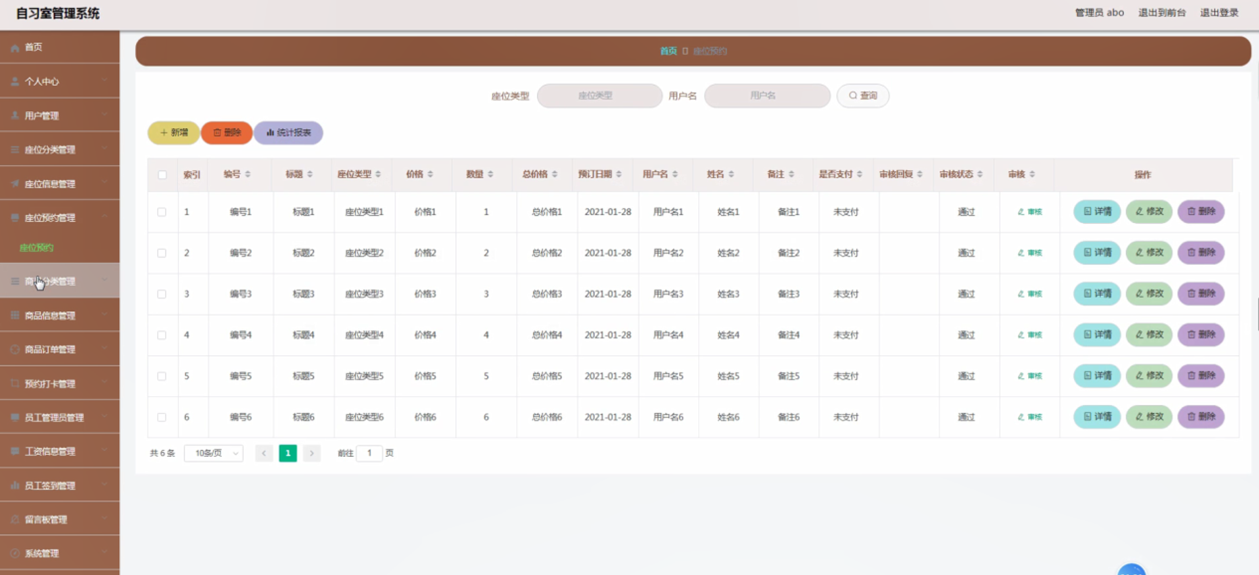 自习室管理系统
管理员 abo 退出到前台 退出登录
首页
个人中心
用户管理
座位分类管理
座位信息管理
座位预约管理
座位预约
商品分类管理
商品信息管理
商品订单管理
预约打卡管理
员工管理员管理
工资信息管理
员工签到管理
留言板管理
系统管理
首页 座位预约
座位类型 座位类型 用户名 用户名 查询
新增 删除 统计报表
索引 编号 标题 座位类型 价格 数量 总价格 预订日期 用户名 姓名 备注 是否支付 审核回复 审核状态 审核 操作
1 编号1 标题1 座位类型1 价格1 1 总价格1 2021-01-28 用户名1 姓名1 备注1 未支付 通过 审核 详情 修改 删除
2 编号2 标题2 座位类型2 价格2 2 总价格2 2021-01-28 用户名2 姓名2 备注2 未支付 通过 审核 详情 修改 删除
3 编号3 标题3 座位类型3 价格3 3 总价格3 2021-01-28 用户名3 姓名3 备注3 未支付 通过 审核 详情 修改 删除
4 编号4 标题4 座位类型4 价格4 4 总价格4 2021-01-28 用户名4 姓名4 备注4 未支付 通过 审核 详情 修改 删除
5 编号5 标题5 座位类型5 价格5 5 总价格5 2021-01-28 用户名5 姓名5 备注5 未支付 通过 审核 详情 修改 删除
6 编号6 标题6 座位类型6 价格6 6 总价格6 2021-01-28 用户名6 姓名6 备注6 未支付 通过 审核 详情 修改 删除
共 6 条 10条/页 1 前往 1 页